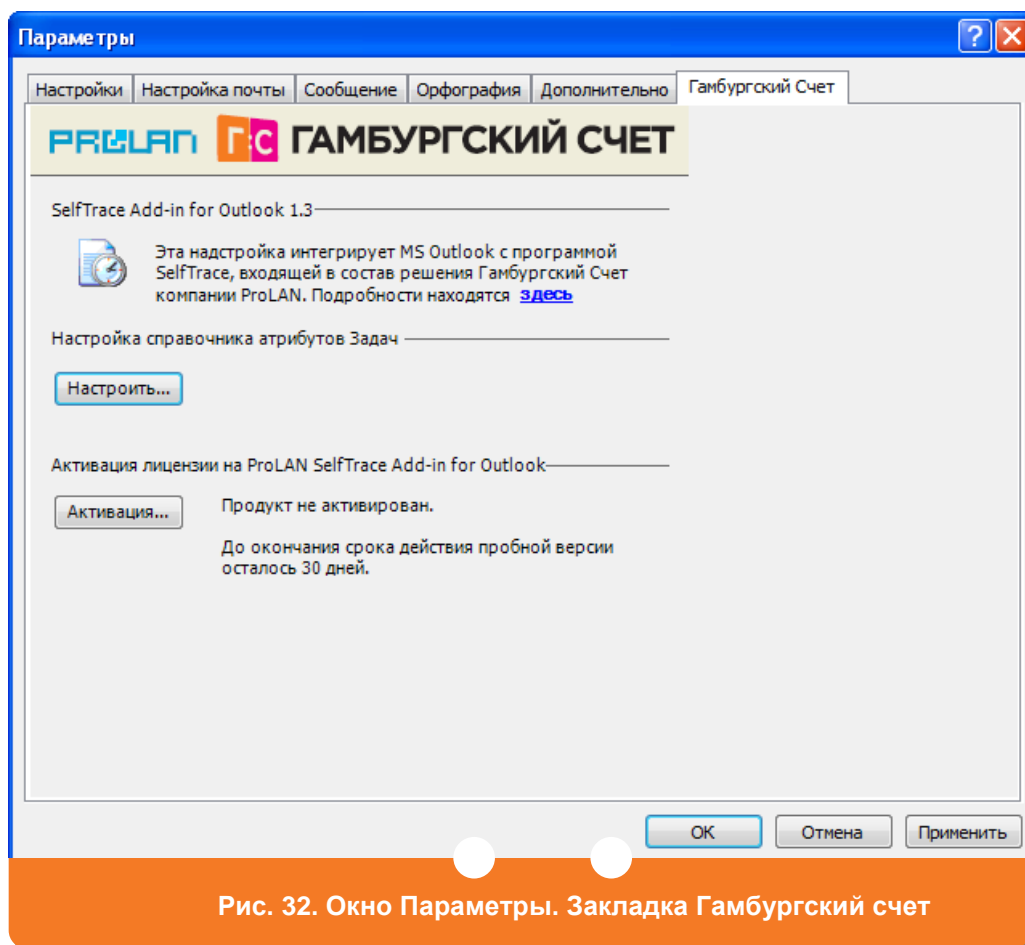 Параметры
Настройки Настройка почты Сообщение Орфография Дополнительно Гамбургский Счет
PROLAN Г:С ГАМБУРГСКИЙ СЧЕТ
SelfTrace Add-in for Outlook 1.3
Эта надстройка интегрирует MS Outlook с программой
SelfTrace, входящей в состав решения Гамбургский Счет
компании ProLAN. Подробности находятся здесь
Настройка справочника атрибутов Задач
Настроить...
Активация лицензии на ProLAN SelfTrace Add-in for Outlook
Активация...
Продукт не активирован.
До окончания срока действия пробной версии
осталось 30 дней.
ОК Отмена Применить
Рис. 32. Окно Параметры. Закладка Гамбургский счет